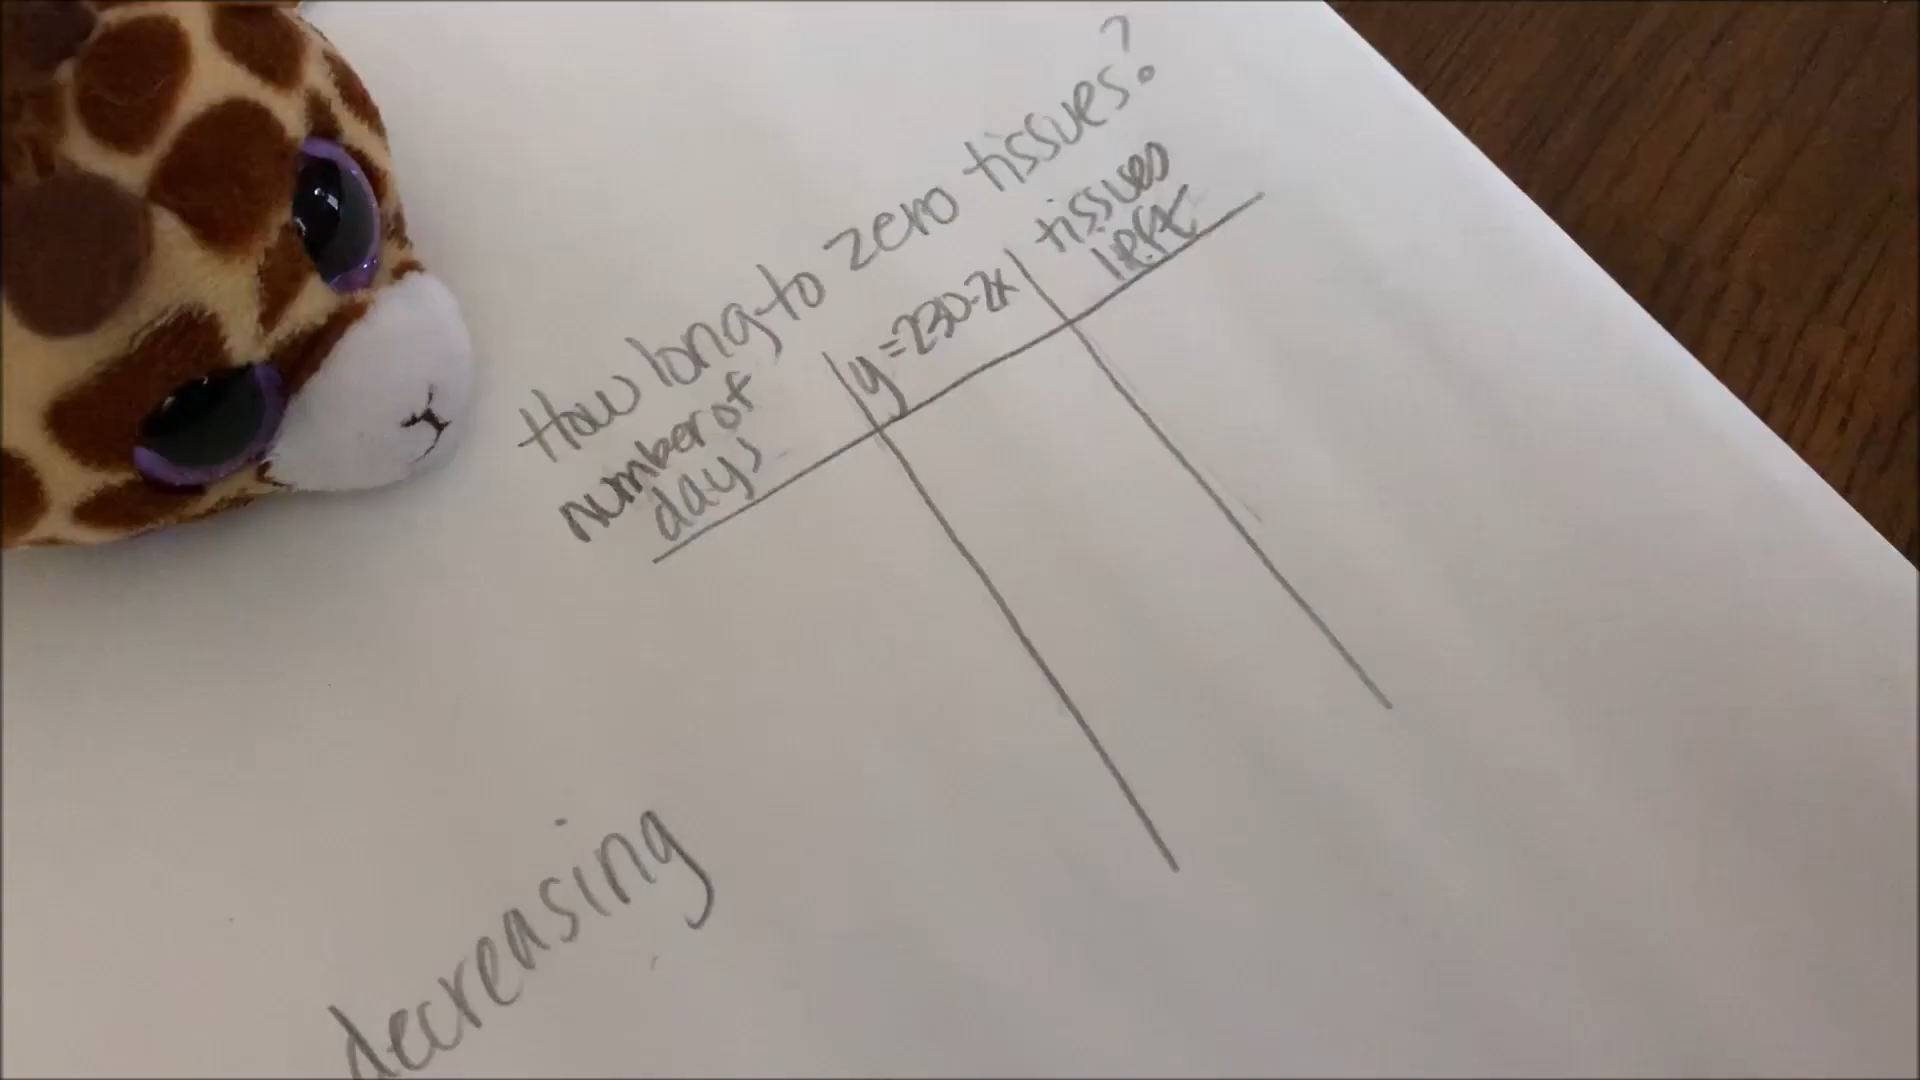 How long to zero tissues?
number of days
y=230-2x
tissues left
decreasing